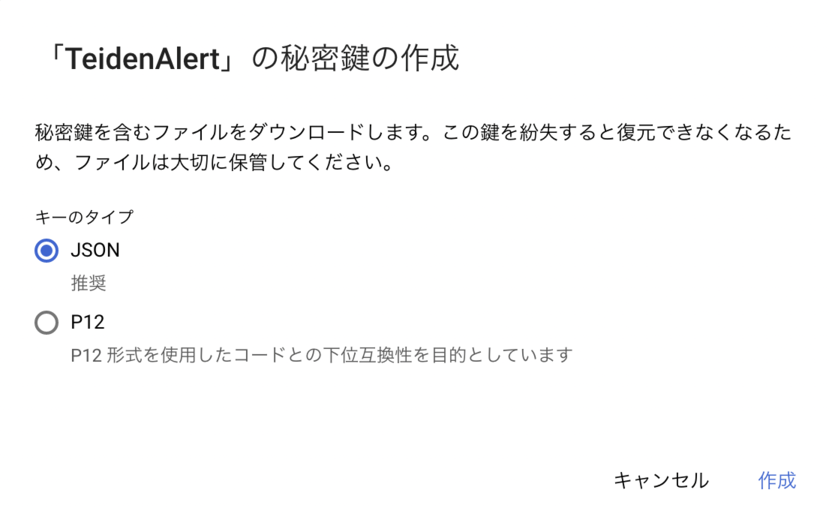 「TeidenAlert」の秘密鍵の作成
秘密鍵を含むファイルをダウンロードします。この鍵を紛失すると復元できなくなるた
め、ファイルは大切に保管してください。
キーのタイプ
JSON
推奨
P12
P12 形式を使用したコードとの下位互換性を目的としています
キャンセル
作成